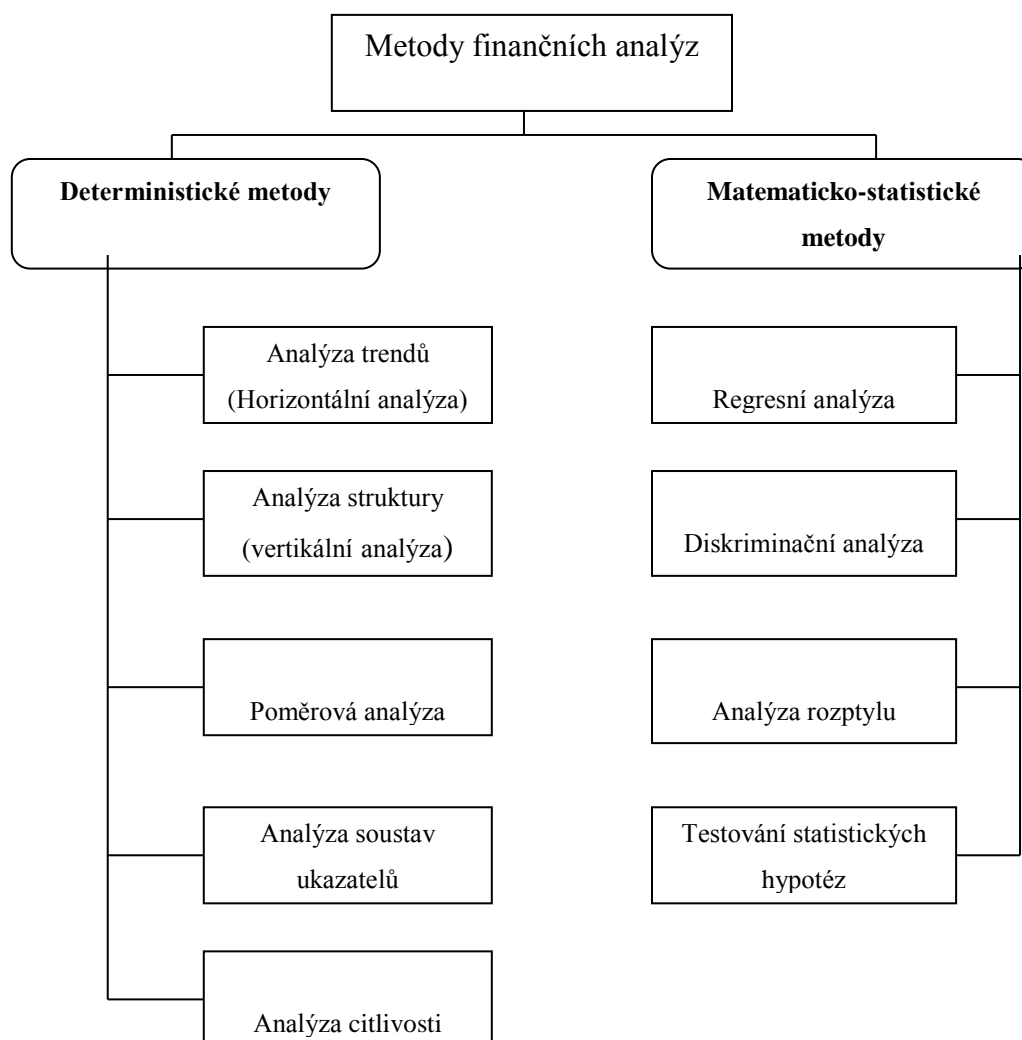 Metody finančních analýz
Deterministické metody
Matematicko-statistické
metody
Analýza trendů
(Horizontální analýza)
Regresní analýza
Analýza struktury
(vertikální analýza)
Diskriminační analýza
Poměrová analýza
Analýza rozptylu
Analýza soustav
ukazatelů
Testování statistických
hypotéz
Analýza citlivosti